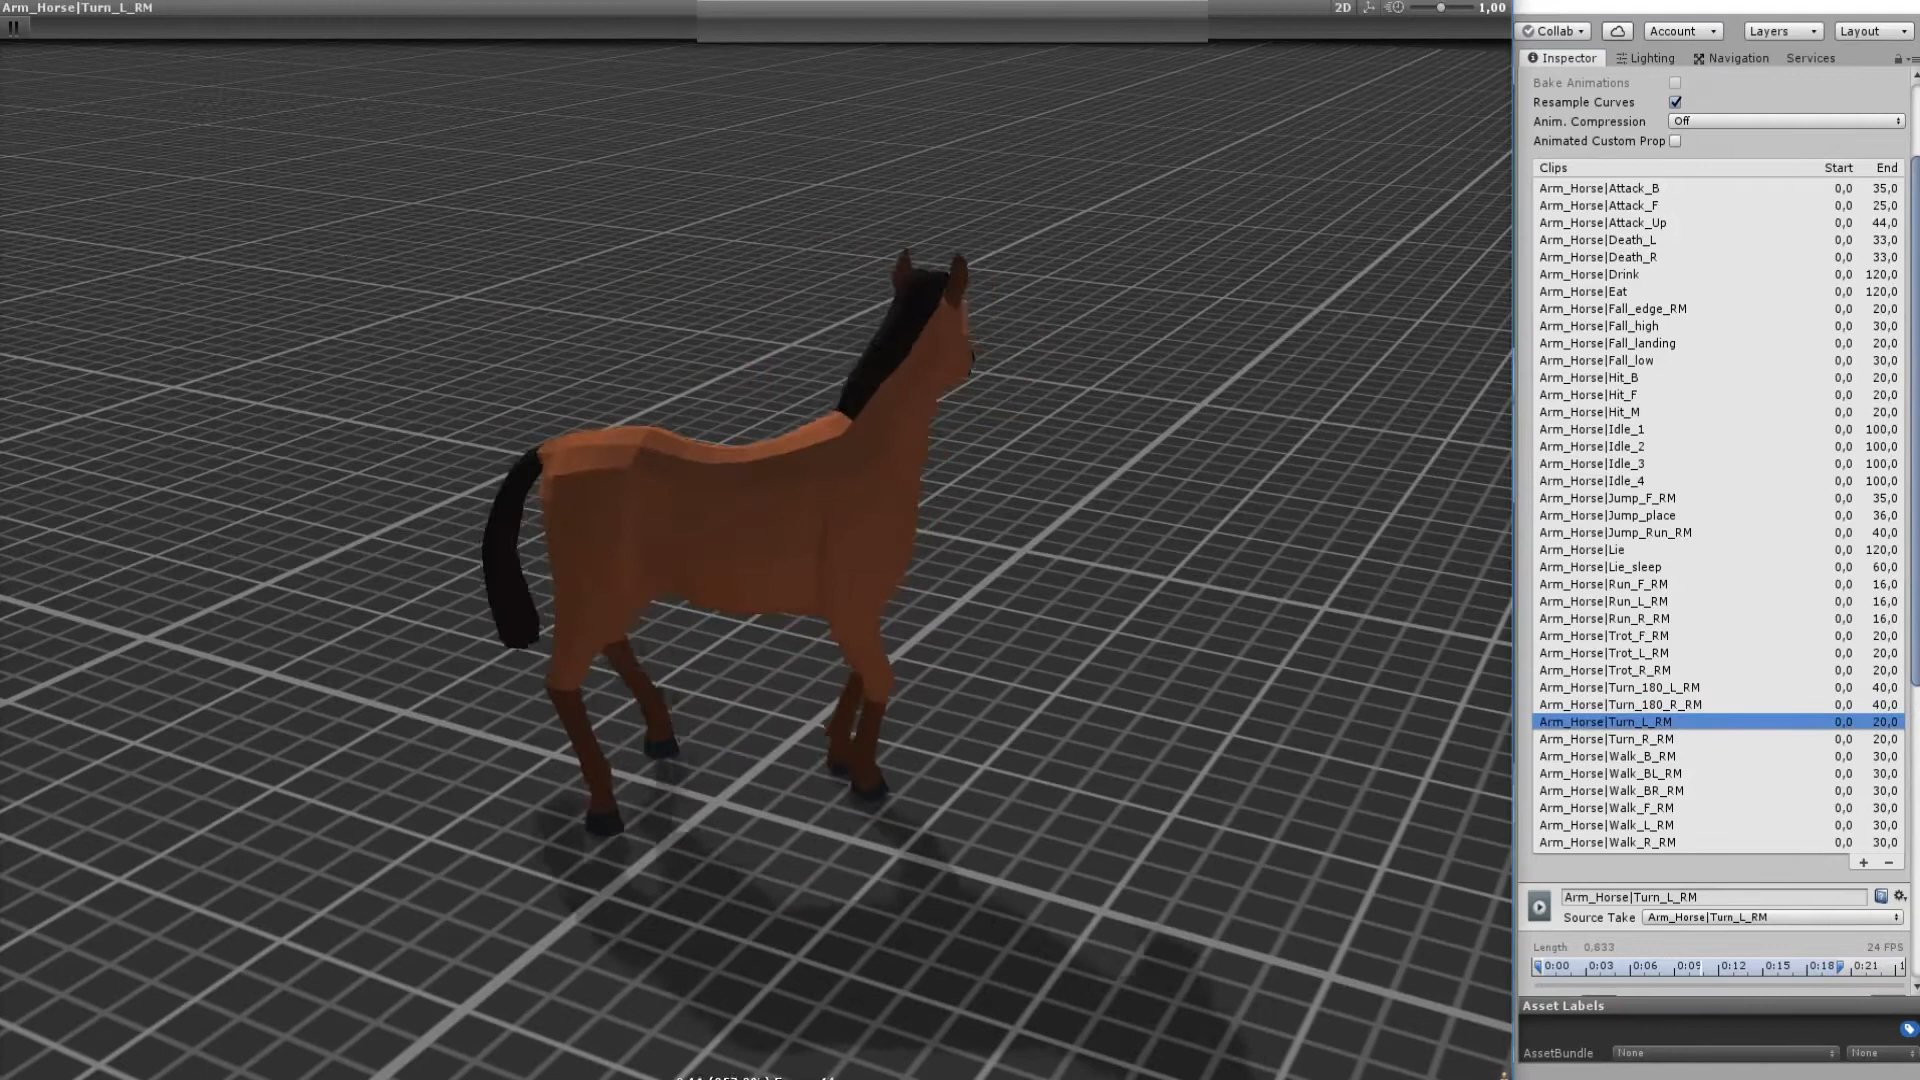 Arm_Horse|Turn_L_RM
2D 1,00
Collab Account Layers Layout
Inspector Lighting Navigation Services
Bake Animations
Resample Curves
Anim. Compression Off
Animated Custom Prop
Clips Start End
Arm_Horse|Attack_B 0,0 35,0
Arm_Horse|Attack_F 0,0 25,0
Arm_Horse|Attack_Up 0,0 44,0
Arm_Horse|Death_L 0,0 33,0
Arm_Horse|Death_R 0,0 33,0
Arm_Horse|Drink 0,0 120,0
Arm_Horse|Eat 0,0 120,0
Arm_Horse|Fall_edge_RM 0,0 20,0
Arm_Horse|Fall_high 0,0 30,0
Arm_Horse|Fall_landing 0,0 20,0
Arm_Horse|Fall_low 0,0 30,0
Arm_Horse|Hit_B 0,0 20,0
Arm_Horse|Hit_F 0,0 20,0
Arm_Horse|Hit_M 0,0 20,0
Arm_Horse|Idle_1 0,0 100,0
Arm_Horse|Idle_2 0,0 100,0
Arm_Horse|Idle_3 0,0 100,0
Arm_Horse|Idle_4 0,0 100,0
Arm_Horse|Jump_F_RM 0,0 35,0
Arm_Horse|Jump_place 0,0 36,0
Arm_Horse|Jump_Run_RM 0,0 40,0
Arm_Horse|Lie 0,0 120,0
Arm_Horse|Lie_sleep 0,0 60,0
Arm_Horse|Run_F_RM 0,0 16,0
Arm_Horse|Run_L_RM 0,0 16,0
Arm_Horse|Run_R_RM 0,0 16,0
Arm_Horse|Trot_F_RM 0,0 20,0
Arm_Horse|Trot_L_RM 0,0 20,0
Arm_Horse|Trot_R_RM 0,0 20,0
Arm_Horse|Turn_180_L_RM 0,0 40,0
Arm_Horse|Turn_180_R_RM 0,0 40,0
Arm_Horse|Turn_L_RM 0,0 20,0
Arm_Horse|Turn_R_RM 0,0 20,0
Arm_Horse|Walk_B_RM 0,0 30,0
Arm_Horse|Walk_BL_RM 0,0 30,0
Arm_Horse|Walk_BR_RM 0,0 30,0
Arm_Horse|Walk_F_RM 0,0 30,0
Arm_Horse|Walk_L_RM 0,0 30,0
Arm_Horse|Walk_R_RM 0,0 30,0
+ −
Arm_Horse|Turn_L_RM
Source Take Arm_Horse|Turn_L_RM
Length 0,833 24 FPS
0:00 0:03 0:06 0:09 0:12 0:15 0:18 0:21 1
Asset Labels
AssetBundle None None